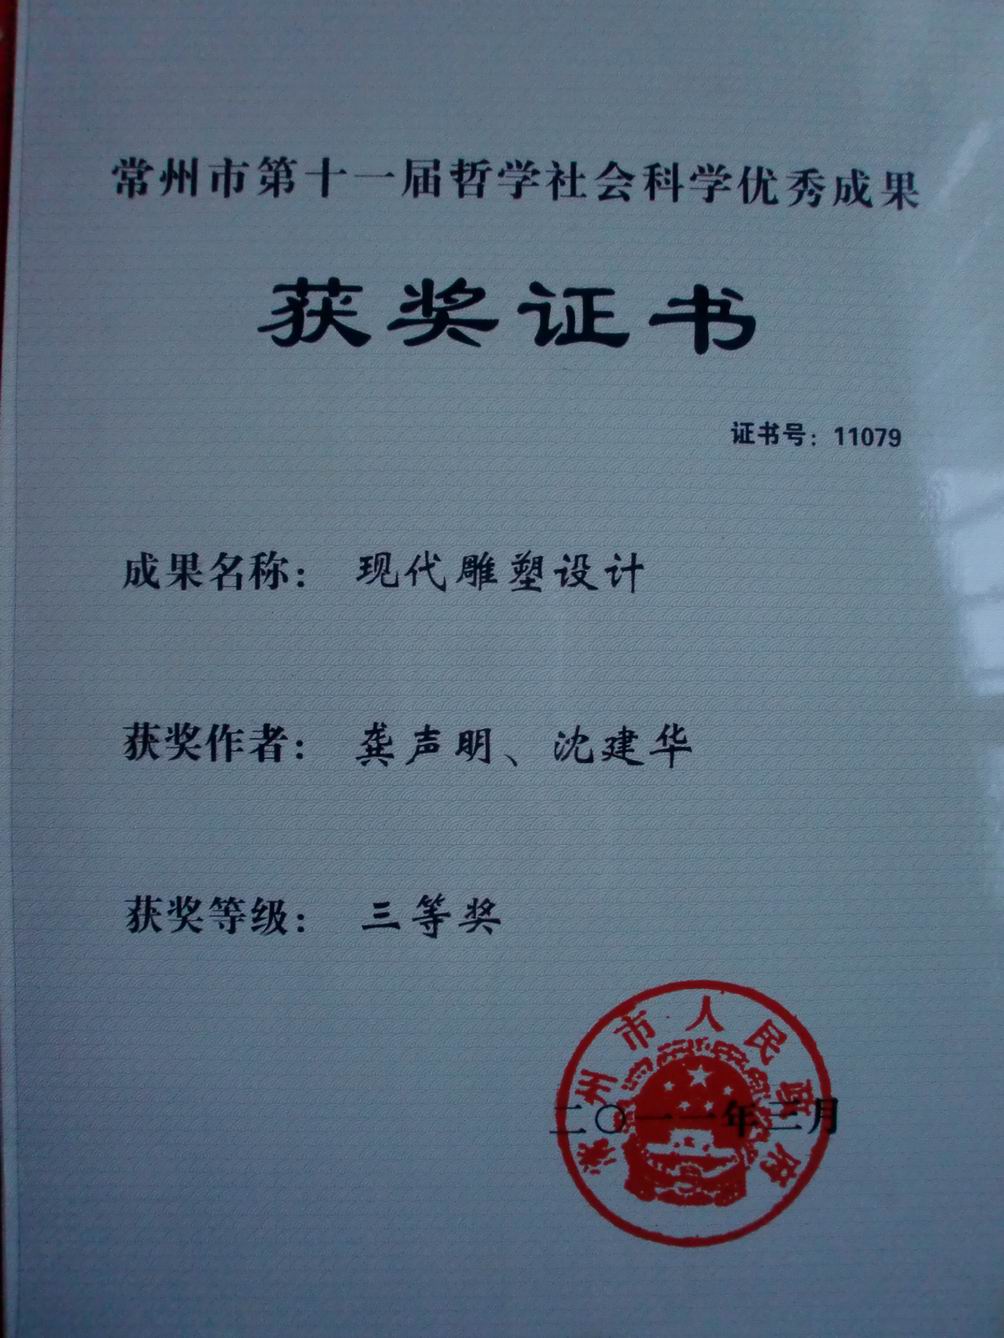 常州市第十一届哲学社会科学优秀成果
获奖证书
证书号：11079
成果名称：现代雕塑设计
获奖作者：龚声明、沈建华
获奖等级：三等奖
常州市人民政府
二〇一一年三月